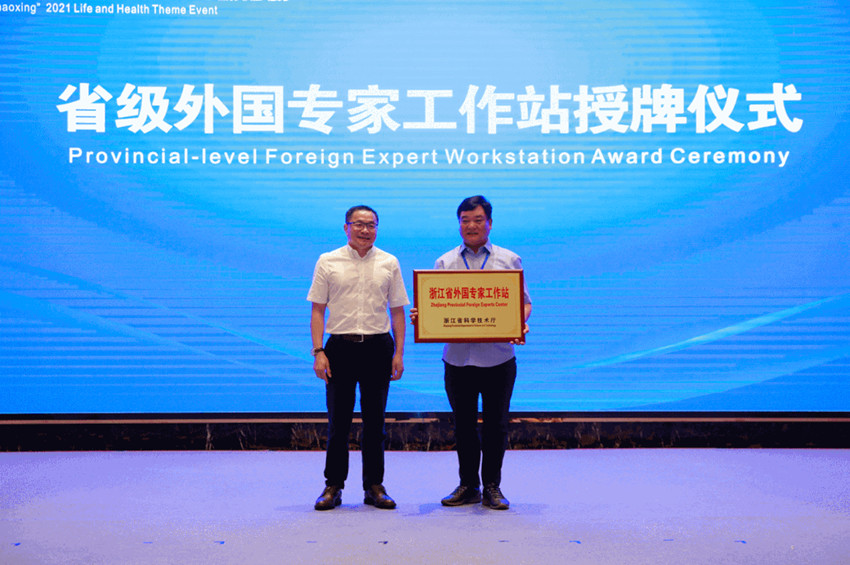 aoxing" 2021 Life and Health Theme Event
省级外国专家工作站授牌仪式
Provincial-level Foreign Expert Workstation Award Ceremony
浙江省外国专家工作站
Zhejiang Provincial Foreign Experts Center
浙江省科学技术厅